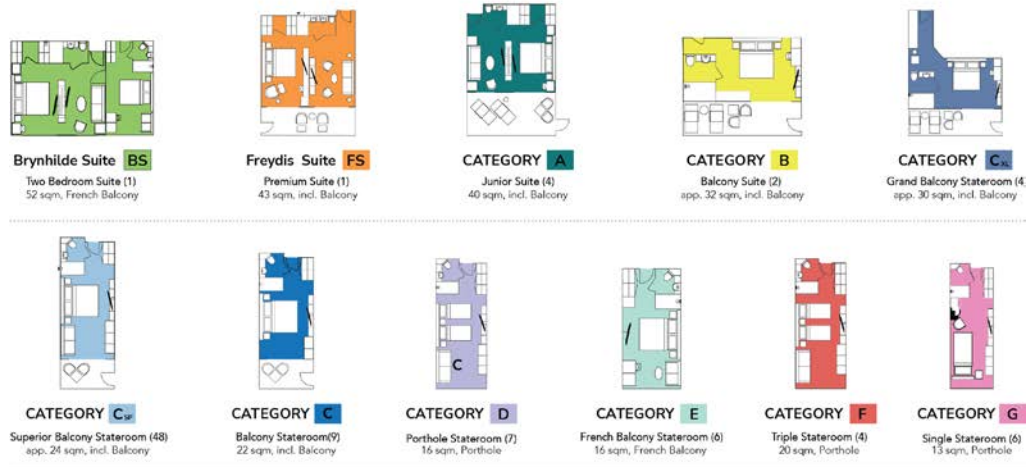 Brynhilde Suite BS
Two Bedroom Suite (1)
52 sqm, French Balcony
Freydis Suite FS
Premium Suite (1)
43 sqm, incl. Balcony
CATEGORY A
Junior Suite (4)
40 sqm, incl. Balcony
CATEGORY B
Balcony Suite (2)
app. 32 sqm, incl. Balcony
CATEGORY CXL
Grand Balcony Stateroom (4)
app. 30 sqm, incl. Balcony
C
CATEGORY CSP
Superior Balcony Stateroom (48)
app. 24 sqm, incl. Balcony
CATEGORY C
Balcony Stateroom(9)
22 sqm, incl. Balcony
CATEGORY D
Porthole Stateroom (7)
16 sqm, Porthole
CATEGORY E
French Balcony Stateroom (6)
16 sqm, French Balcony
CATEGORY F
Triple Stateroom (4)
20 sqm, Porthole
CATEGORY G
Single Stateroom (6)
13 sqm, Porthole